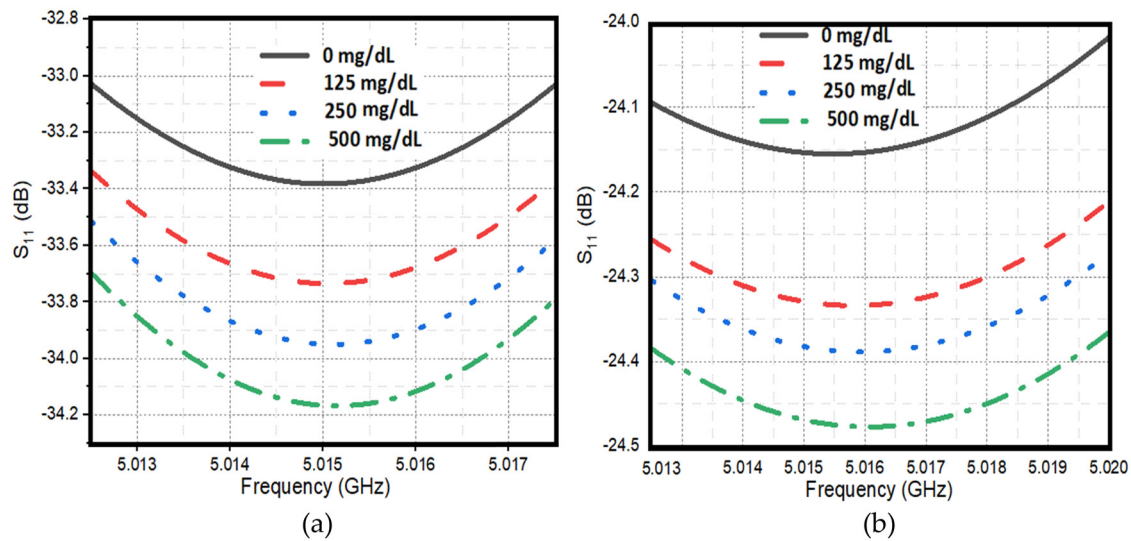 -32.8
-33.0
-33.2
-33.4
-33.6
-33.8
-34.0
-34.2
S11 (dB)
0 mg/dL
125 mg/dL
250 mg/dL
500 mg/dL
5.013 5.014 5.015 5.016 5.017
Frequency (GHz)
(a)
-24.0
-24.1
-24.2
-24.3
-24.4
-24.5
S11 (dB)
0 mg/dL
125 mg/dL
250 mg/dL
500 mg/dL
5.013 5.014 5.015 5.016 5.017 5.018 5.019 5.020
Frequency (GHz)
(b)